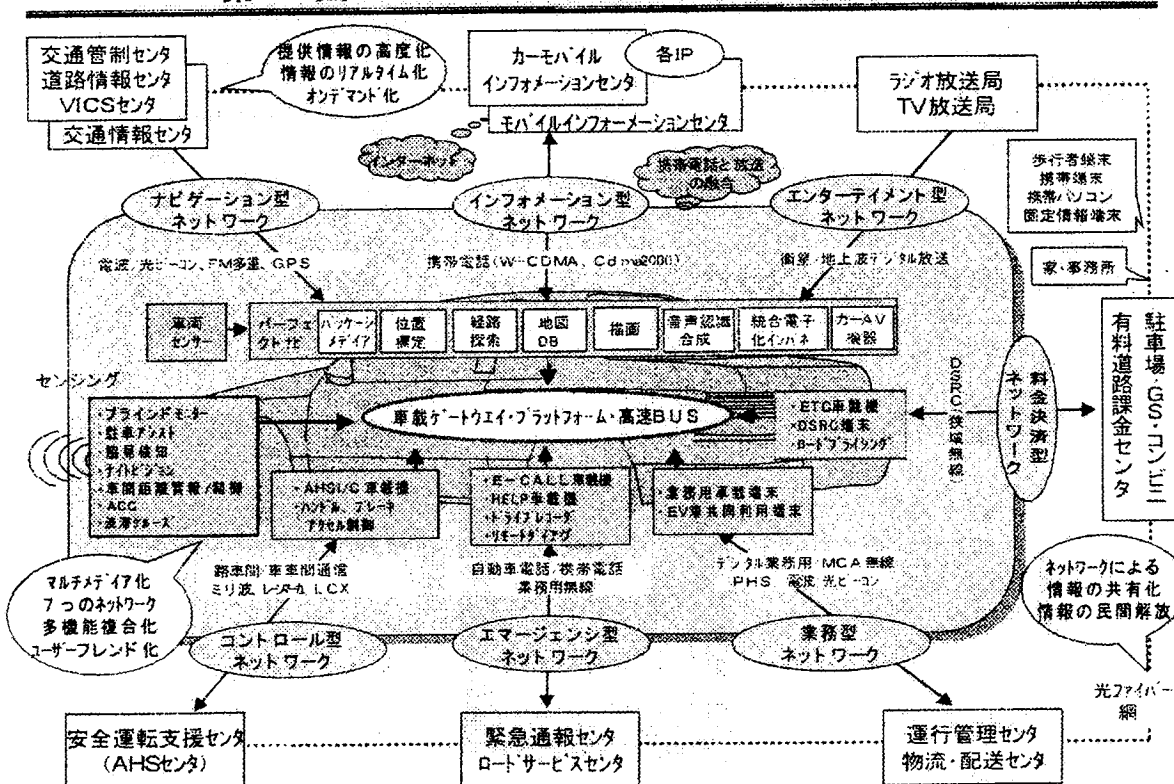 交通管制センタ
道路情報センタ
VICSセンタ
交通情報センタ
提供情報の高度化
情報のリアルタイム化
オンデマンド化
カーモバイル
インフォメーションセンタ
各IP
モバイルインフォーメーションセンタ
ラジオ放送局
TV放送局
インターネット
携帯電話と放送
の融合
歩行者端末
携帯端末
携帯パソコン
固定情報端末
ナビゲーション型
ネットワーク
インフォメーション型
ネットワーク
エンターテイメント型
ネットワーク
電波/光ビーコン、FM多重、GPS
携帯電話(W-CDMA、Cdma2000)
衛星・地上波デジタル放送
家・事務所
車両
センサー
パーフェ
クトナビ
パッケージ
メディア
位置
標定
経路
探索
地図
DB
描画
音声認識
合成
統合電子
化インパネ
カーAV
機器
駐車場・GS・コンビニ
有料道路課金センタ
料金決済型
ネットワーク
DSRC・狭域無線
センシング
車載ゲートウエイ・プラットフォーム・高速BUS
・ブラインドモニター
・駐車アシスト
・ナイトビジョン
・車間距離警報/制御
・ACC
・渋滞クルーズ
・ETC車載機
・DSRC端末
・ロードプライシング
・AHSI/C車載機
・ハンドル、ブレーキ
アクセル制御
・E-CALL車載機
・HELP車載機
・ドライブレコーダ
・リモートダイアグ
・業務用車載端末
・EV車共同利用端末
マルチメディア化
7つのネットワーク
多機能複合化
ユーザーフレンド化
路車間/車車間通信
ミリ波、レーダ、LCX
自動車電話/携帯電話
業務用無線
デジタル業務用/MCA無線
PHS、電波/光ビーコン
ネットワークによる
情報の共有化
情報の民間解放
コントロール型
ネットワーク
エマージェンシ型
ネットワーク
業務型
ネットワーク
光ファイバー
網
安全運転支援センタ
(AHSセンタ)
緊急通報センタ
ロードサービスセンタ
運行管理センタ
物流・配送センタ